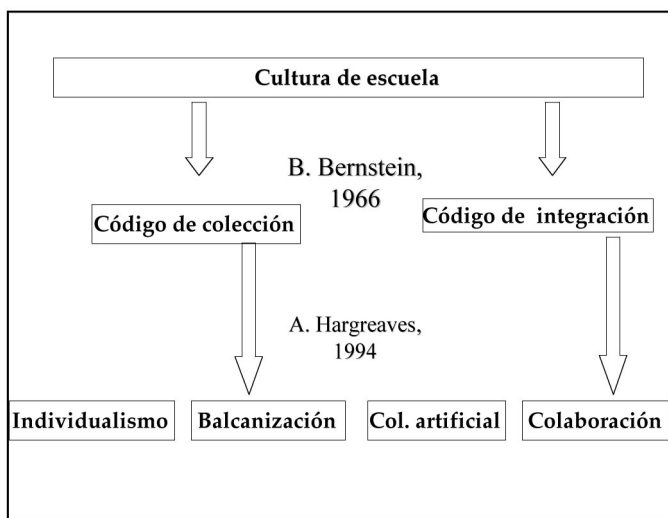 Cultura de escuela
B. Bernstein,
1966
Código de colección
Código de integración
A. Hargreaves,
1994
Individualismo
Balcanización
Col. artificial
Colaboración